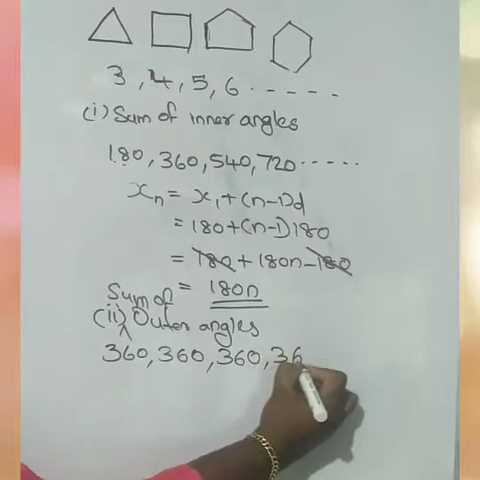 3, 4, 5, 6 - - - - -
(i) Sum of inner angles
180, 360, 540, 720 - - - - -
xₙ = x₁ + (n-1)d
= 180 + (n-1)180
= 180 + 180n - 180
= 180n
(ii) Sum of Outer angles
360, 360, 360, 36